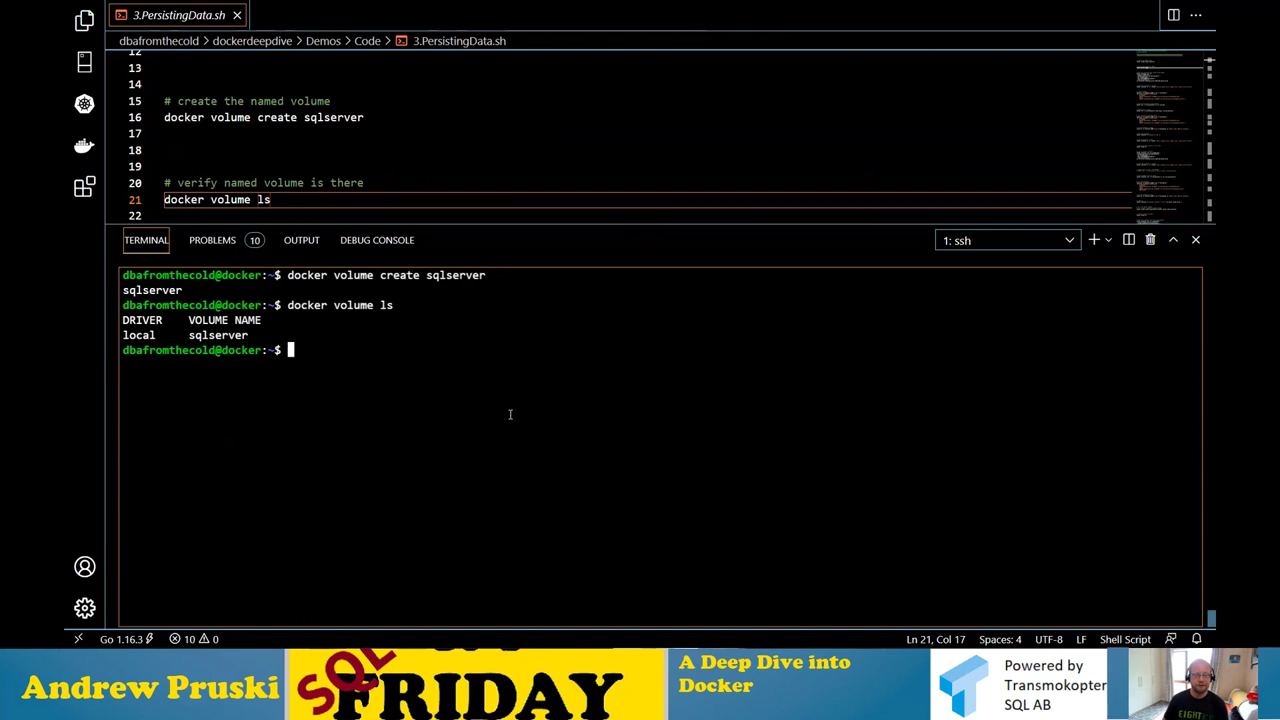 3.PersistingData.sh
dbafromthecold > dockerdeepdive > Demos > Code > 3.PersistingData.sh
12
13
14
15 # create the named volume
16 docker volume create sqlserver
17
18
19
20 # verify named volume is there
21 docker volume ls
22
TERMINAL PROBLEMS 10 OUTPUT DEBUG CONSOLE 1: ssh
dbafromthecold@docker:~$ docker volume create sqlserver
sqlserver
dbafromthecold@docker:~$ docker volume ls
DRIVER VOLUME NAME
local sqlserver
dbafromthecold@docker:~$
Go 1.16.3 10 0 Ln 21, Col 17 Spaces: 4 UTF-8 LF Shell Script
Andrew Pruski
SQL
FRIDAY
A Deep Dive into
Docker
Powered by
Transmokopter
SQL AB